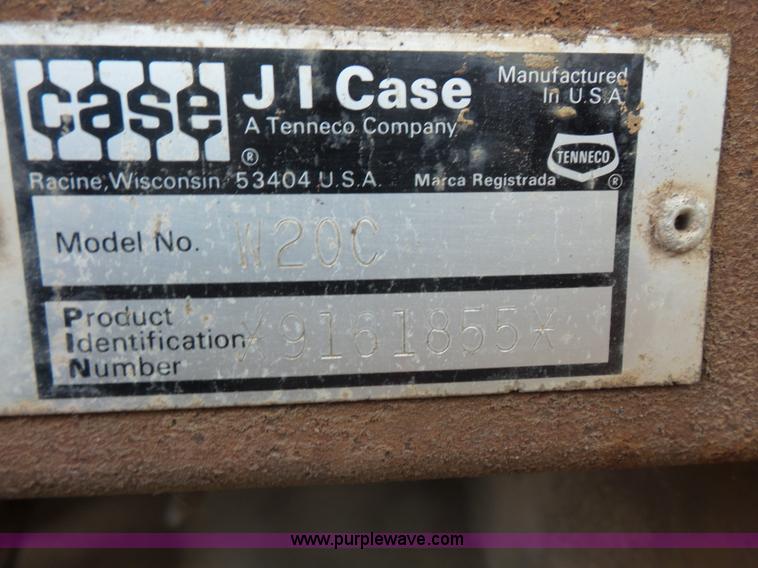 case
J I Case
A Tenneco Company
®
Manufactured
In U.S.A.
TENNECO
®
Racine, Wisconsin 53404 U.S.A. Marca Registrada
Model No. W20C
Product
Identification
Number
*9161855*
www.purplewave.com